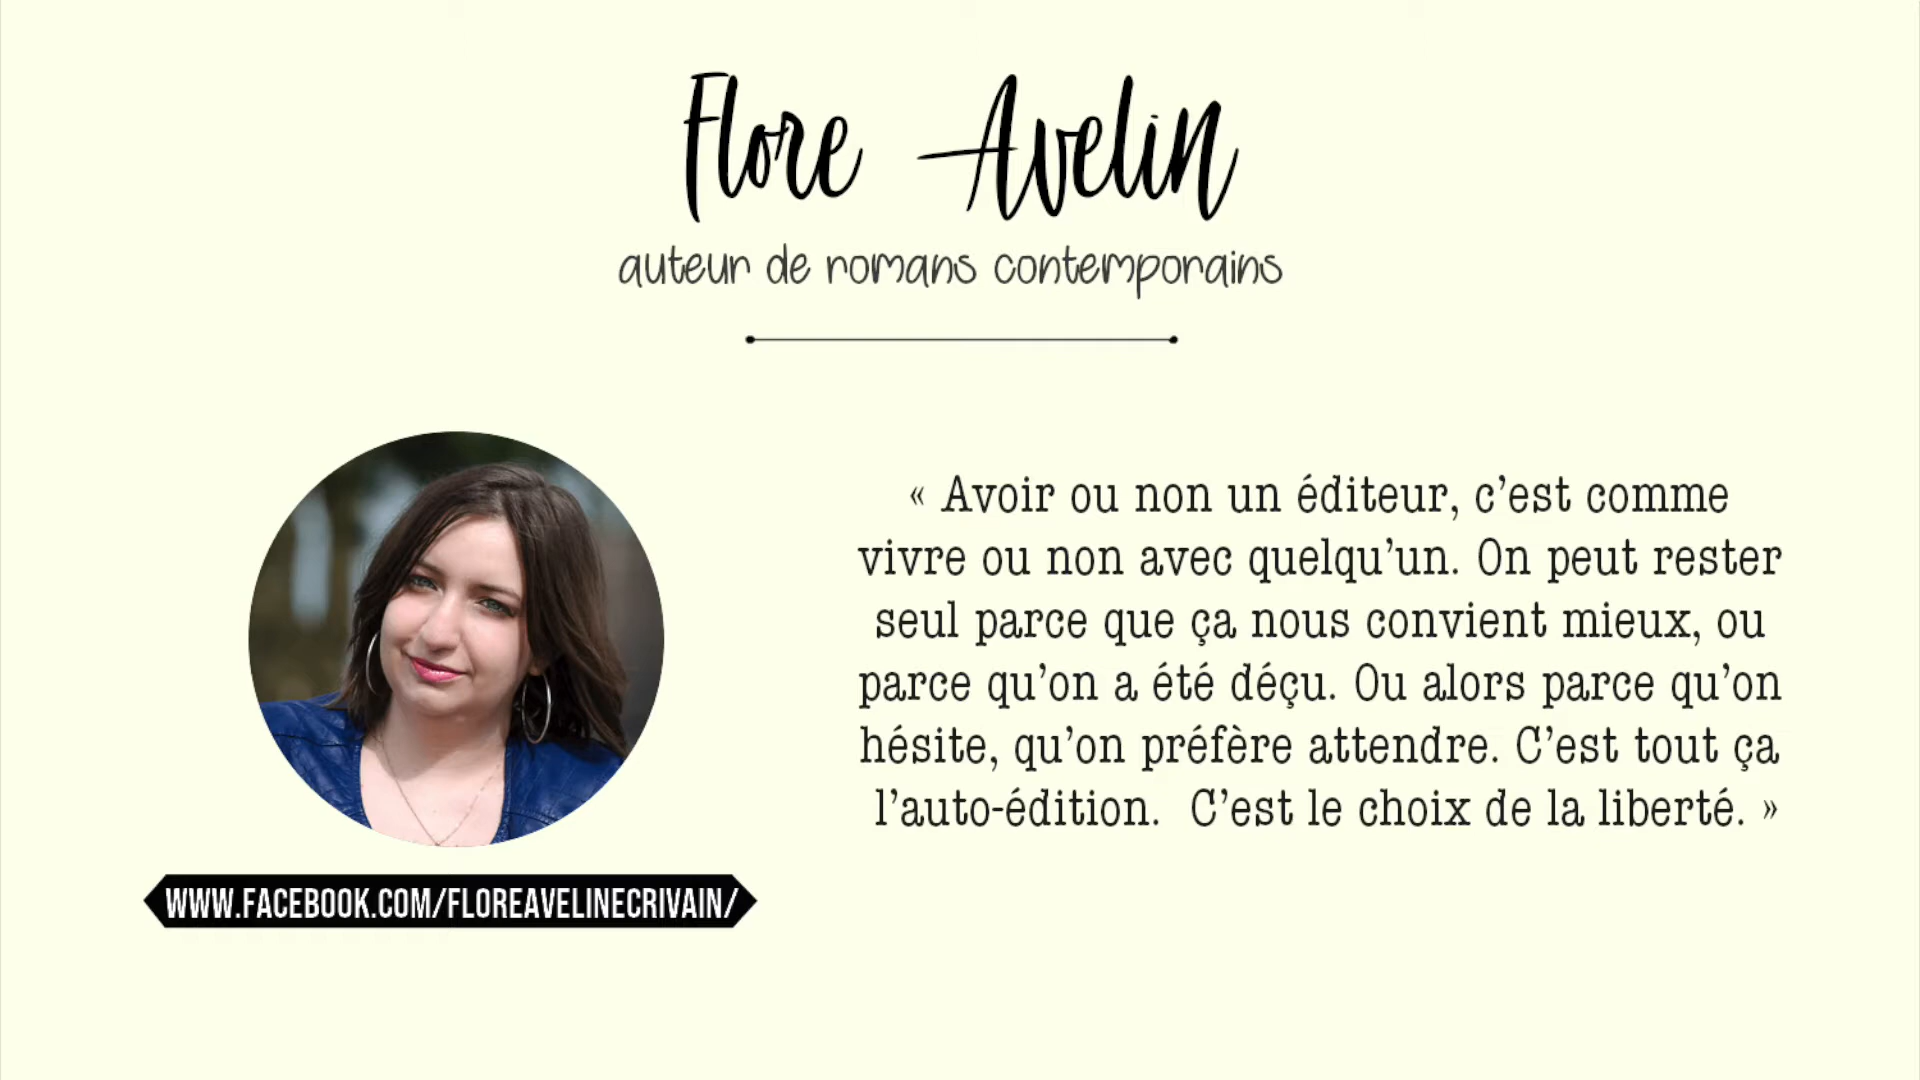 Flore Avelin
auteur de romans contemporains
« Avoir ou non un éditeur, c’est comme
vivre ou non avec quelqu’un. On peut rester
seul parce que ça nous convient mieux, ou
parce qu’on a été déçu. Ou alors parce qu’on
hésite, qu’on préfère attendre. C’est tout ça
l’auto-édition.  C’est le choix de la liberté. »
WWW.FACEBOOK.COM/FLOREAVELINECRIVAIN/